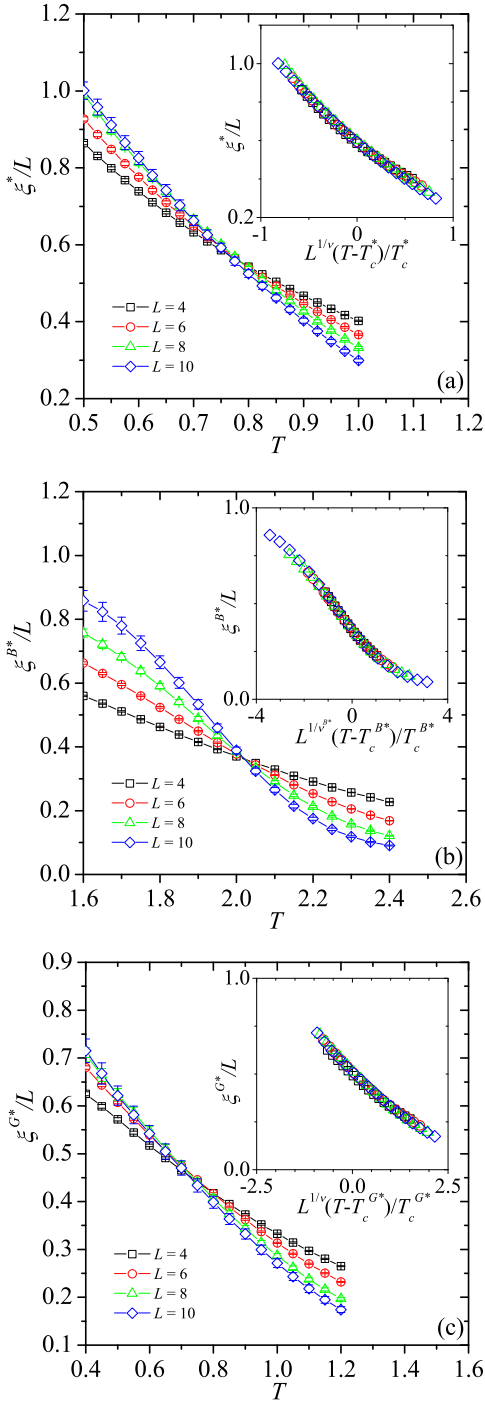 1.2
1.0
0.8
0.6
0.4
0.2
ξ*/L
0.5 0.6 0.7 0.8 0.9 1.0 1.1 1.2
T
L = 4
L = 6
L = 8
L = 10
(a)
1.0
0.2
ξ*/L
-1 0 1
L^{1/ν}(T-T_c^*)/T_c^*
1.2
1.0
0.8
0.6
0.4
0.2
0.0
ξ^{B*}/L
1.6 1.8 2.0 2.2 2.4 2.6
T
L = 4
L = 6
L = 8
L = 10
(b)
1.0
0.0
ξ^{B*}/L
-4 0 4
L^{1/ν^{B*}}(T-T_c^{B*})/T_c^{B*}
0.9
0.8
0.7
0.6
0.5
0.4
0.3
0.2
0.1
ξ^{G*}/L
0.4 0.6 0.8 1.0 1.2 1.4 1.6
T
L = 4
L = 6
L = 8
L = 10
(c)
1.0
0.0
ξ^{G*}/L
-2.5 0.0 2.5
L^{1/ν}(T-T_c^{G*})/T_c^{G*}